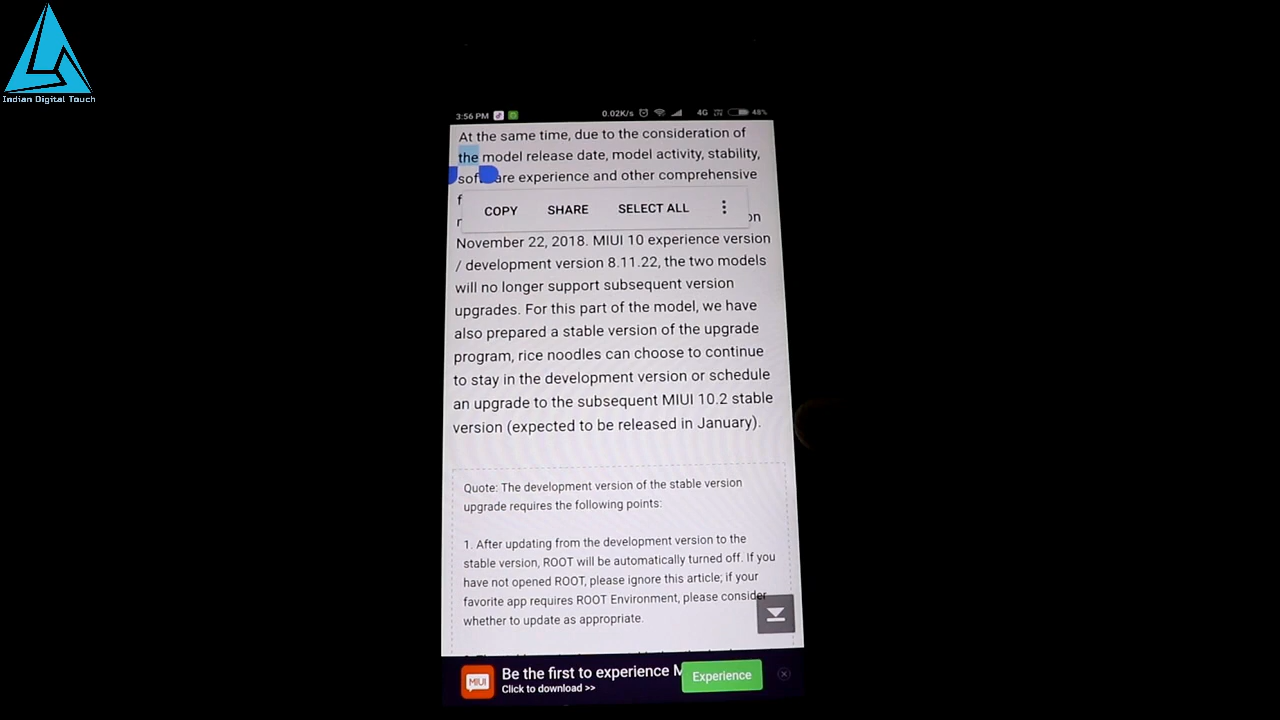 Indian Digital Touch
3:56 PM
0.02K/s
4G
48%
At the same time, due to the consideration of
the model release date, model activity, stability,
software experience and other comprehensive
f
r
on
COPY
SHARE
SELECT ALL
November 22, 2018. MIUI 10 experience version
/ development version 8.11.22, the two models
will no longer support subsequent version
upgrades. For this part of the model, we have
also prepared a stable version of the upgrade
program, rice noodles can choose to continue
to stay in the development version or schedule
an upgrade to the subsequent MIUI 10.2 stable
version (expected to be released in January).
Quote: The development version of the stable version
upgrade requires the following points:
1. After updating from the development version to the
stable version, ROOT will be automatically turned off. If you
have not opened ROOT, please ignore this article; if your
favorite app requires ROOT Environment, please consider
whether to update as appropriate.
MIUI
Be the first to experience M
Click to download >>
Experience